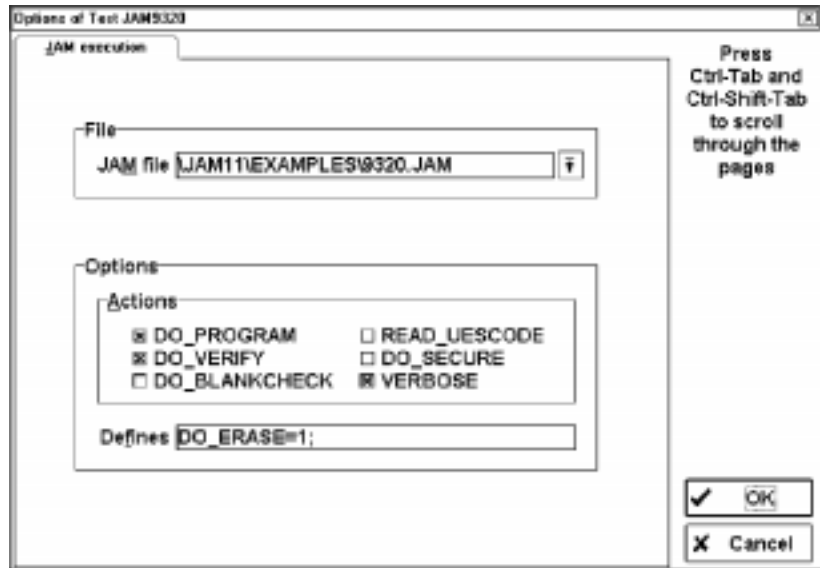 Options of Test JAM9320
JAM execution
Press
Ctrl-Tab and
Ctrl-Shift-Tab
to scroll
through the
pages
File
JAM file \JAM11\EXAMPLES\9320.JAM
Options
Actions
DO_PROGRAM READ_UESCODE
DO_VERIFY DO_SECURE
DO_BLANKCHECK VERBOSE
Defines DO_ERASE=1;
OK
Cancel